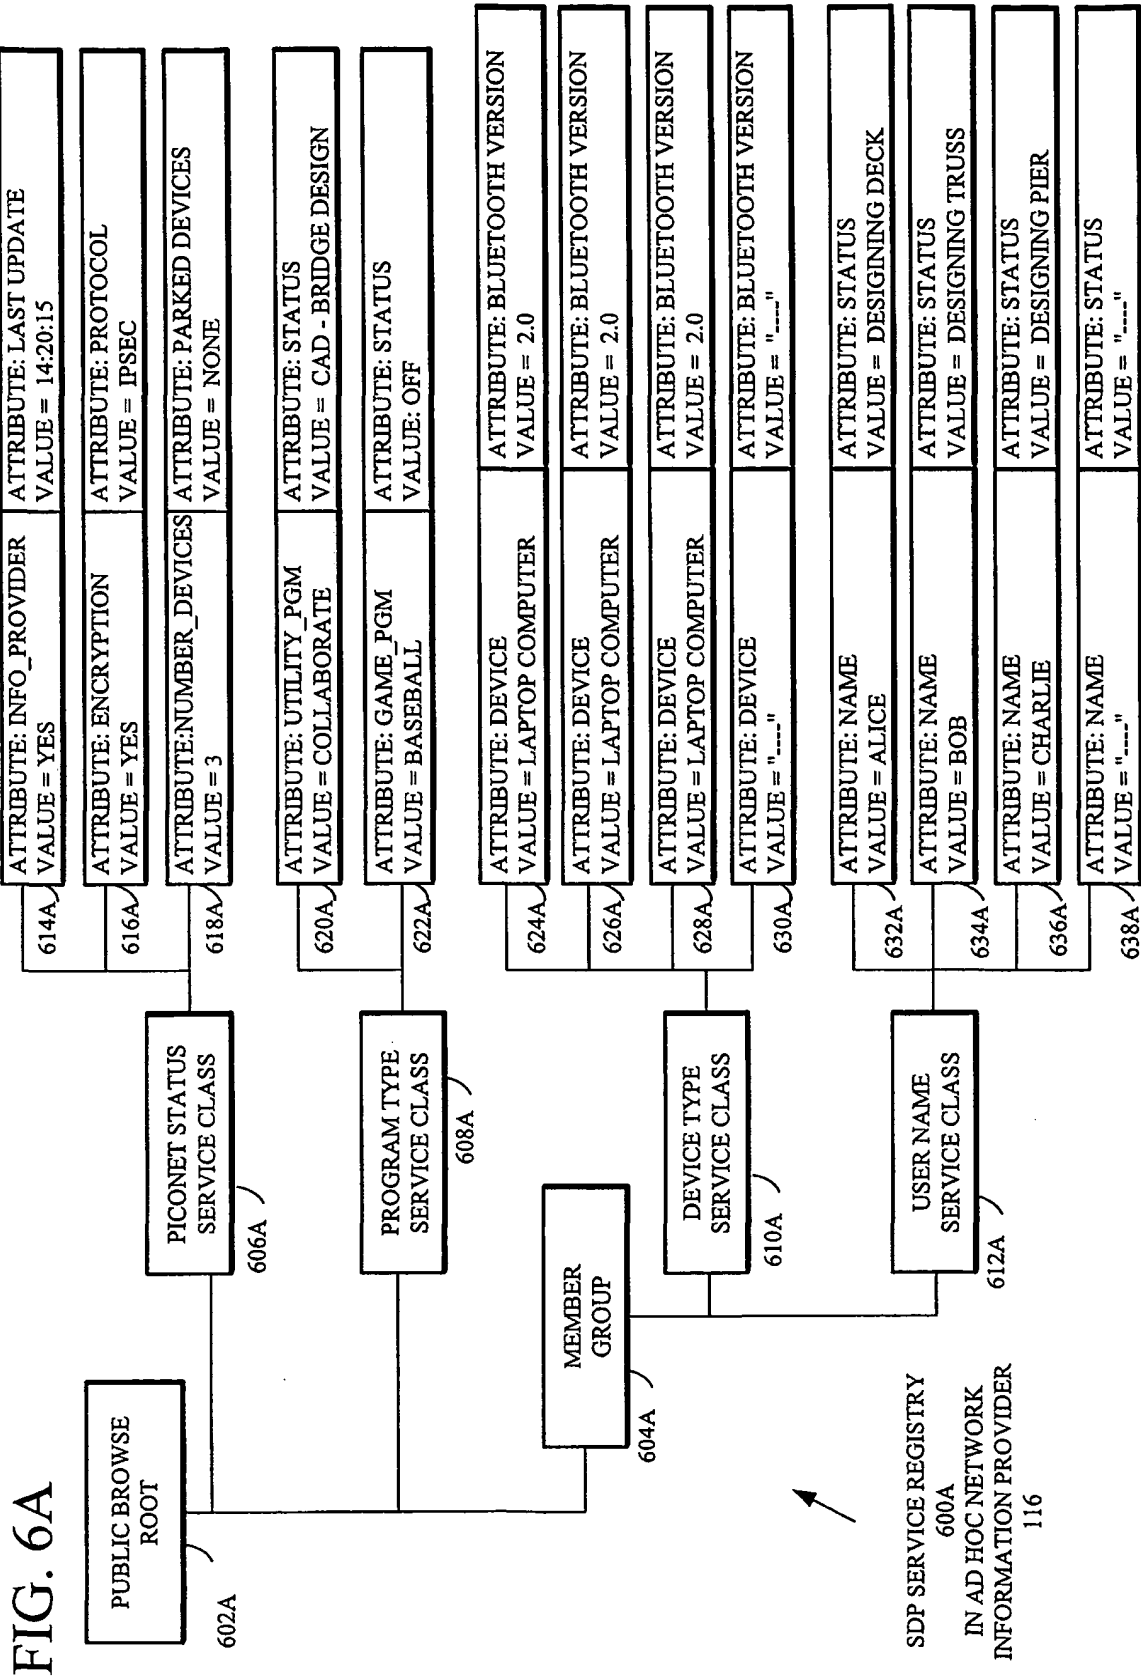 FIG. 6A
PUBLIC BROWSE
ROOT
602A
PICONET STATUS
SERVICE CLASS
606A
ATTRIBUTE: INFO_PROVIDER
VALUE = YES
ATTRIBUTE: LAST UPDATE
VALUE = 14:20:15
614A
ATTRIBUTE: ENCRYPTION
VALUE = YES
ATTRIBUTE: PROTOCOL
VALUE = IPSEC
616A
ATTRIBUTE:NUMBER_DEVICES
VALUE = 3
ATTRIBUTE: PARKED DEVICES
VALUE = NONE
618A
PROGRAM TYPE
SERVICE CLASS
608A
ATTRIBUTE: UTILITY_PGM
VALUE = COLLABORATE
ATTRIBUTE: STATUS
VALUE = CAD - BRIDGE DESIGN
620A
ATTRIBUTE: GAME_PGM
VALUE = BASEBALL
ATTRIBUTE: STATUS
VALUE: OFF
622A
MEMBER
GROUP
604A
DEVICE TYPE
SERVICE CLASS
610A
ATTRIBUTE: DEVICE
VALUE = LAPTOP COMPUTER
ATTRIBUTE: BLUETOOTH VERSION
VALUE = 2.0
624A
ATTRIBUTE: DEVICE
VALUE = LAPTOP COMPUTER
ATTRIBUTE: BLUETOOTH VERSION
VALUE = 2.0
626A
ATTRIBUTE: DEVICE
VALUE = LAPTOP COMPUTER
ATTRIBUTE: BLUETOOTH VERSION
VALUE = 2.0
628A
ATTRIBUTE: DEVICE
VALUE = "----"
ATTRIBUTE: BLUETOOTH VERSION
VALUE = "----"
630A
USER NAME
SERVICE CLASS
612A
ATTRIBUTE: NAME
VALUE = ALICE
ATTRIBUTE: STATUS
VALUE = DESIGNING DECK
632A
ATTRIBUTE: NAME
VALUE = BOB
ATTRIBUTE: STATUS
VALUE = DESIGNING TRUSS
634A
ATTRIBUTE: NAME
VALUE = CHARLIE
ATTRIBUTE: STATUS
VALUE = DESIGNING PIER
636A
ATTRIBUTE: NAME
VALUE = "----"
ATTRIBUTE: STATUS
VALUE = "----"
638A
SDP SERVICE REGISTRY
600A
IN AD HOC NETWORK
INFORMATION PROVIDER
116